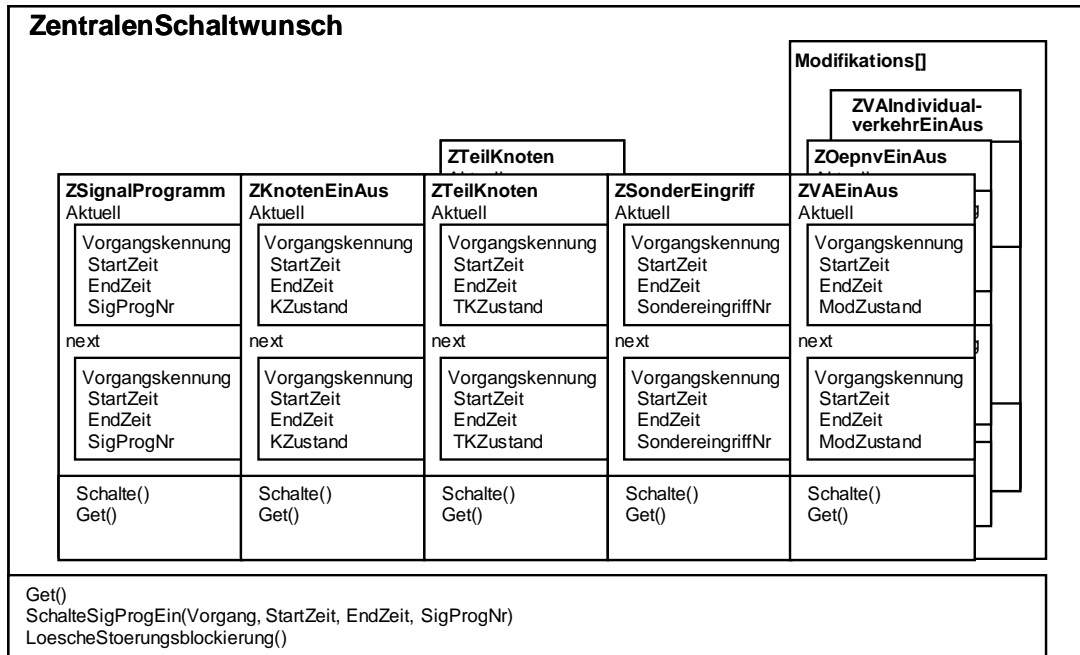 ZentralenSchaltwunsch
Modifikations[]
ZVAIndividual-
verkehrEinAus
ZTeilKnoten
ZOepnvEinAus
ZSignalProgramm
Aktuell
Vorgangskennung
StartZeit
EndZeit
SigProgNr
next
Vorgangskennung
StartZeit
EndZeit
SigProgNr
Schalte()
Get()
ZKnotenEinAus
Aktuell
Vorgangskennung
StartZeit
EndZeit
KZustand
next
Vorgangskennung
StartZeit
EndZeit
KZustand
Schalte()
Get()
ZTeilKnoten
Aktuell
Vorgangskennung
StartZeit
EndZeit
TKZustand
next
Vorgangskennung
StartZeit
EndZeit
TKZustand
Schalte()
Get()
ZSonderEingriff
Aktuell
Vorgangskennung
StartZeit
EndZeit
SondereingriffNr
next
Vorgangskennung
StartZeit
EndZeit
SondereingriffNr
Schalte()
Get()
ZVAEinAus
Aktuell
Vorgangskennung
StartZeit
EndZeit
ModZustand
next
Vorgangskennung
StartZeit
EndZeit
ModZustand
Schalte()
Get()
Get()
SchalteSigProgEin(Vorgang, StartZeit, EndZeit, SigProgNr)
LoescheStoerungsblockierung()